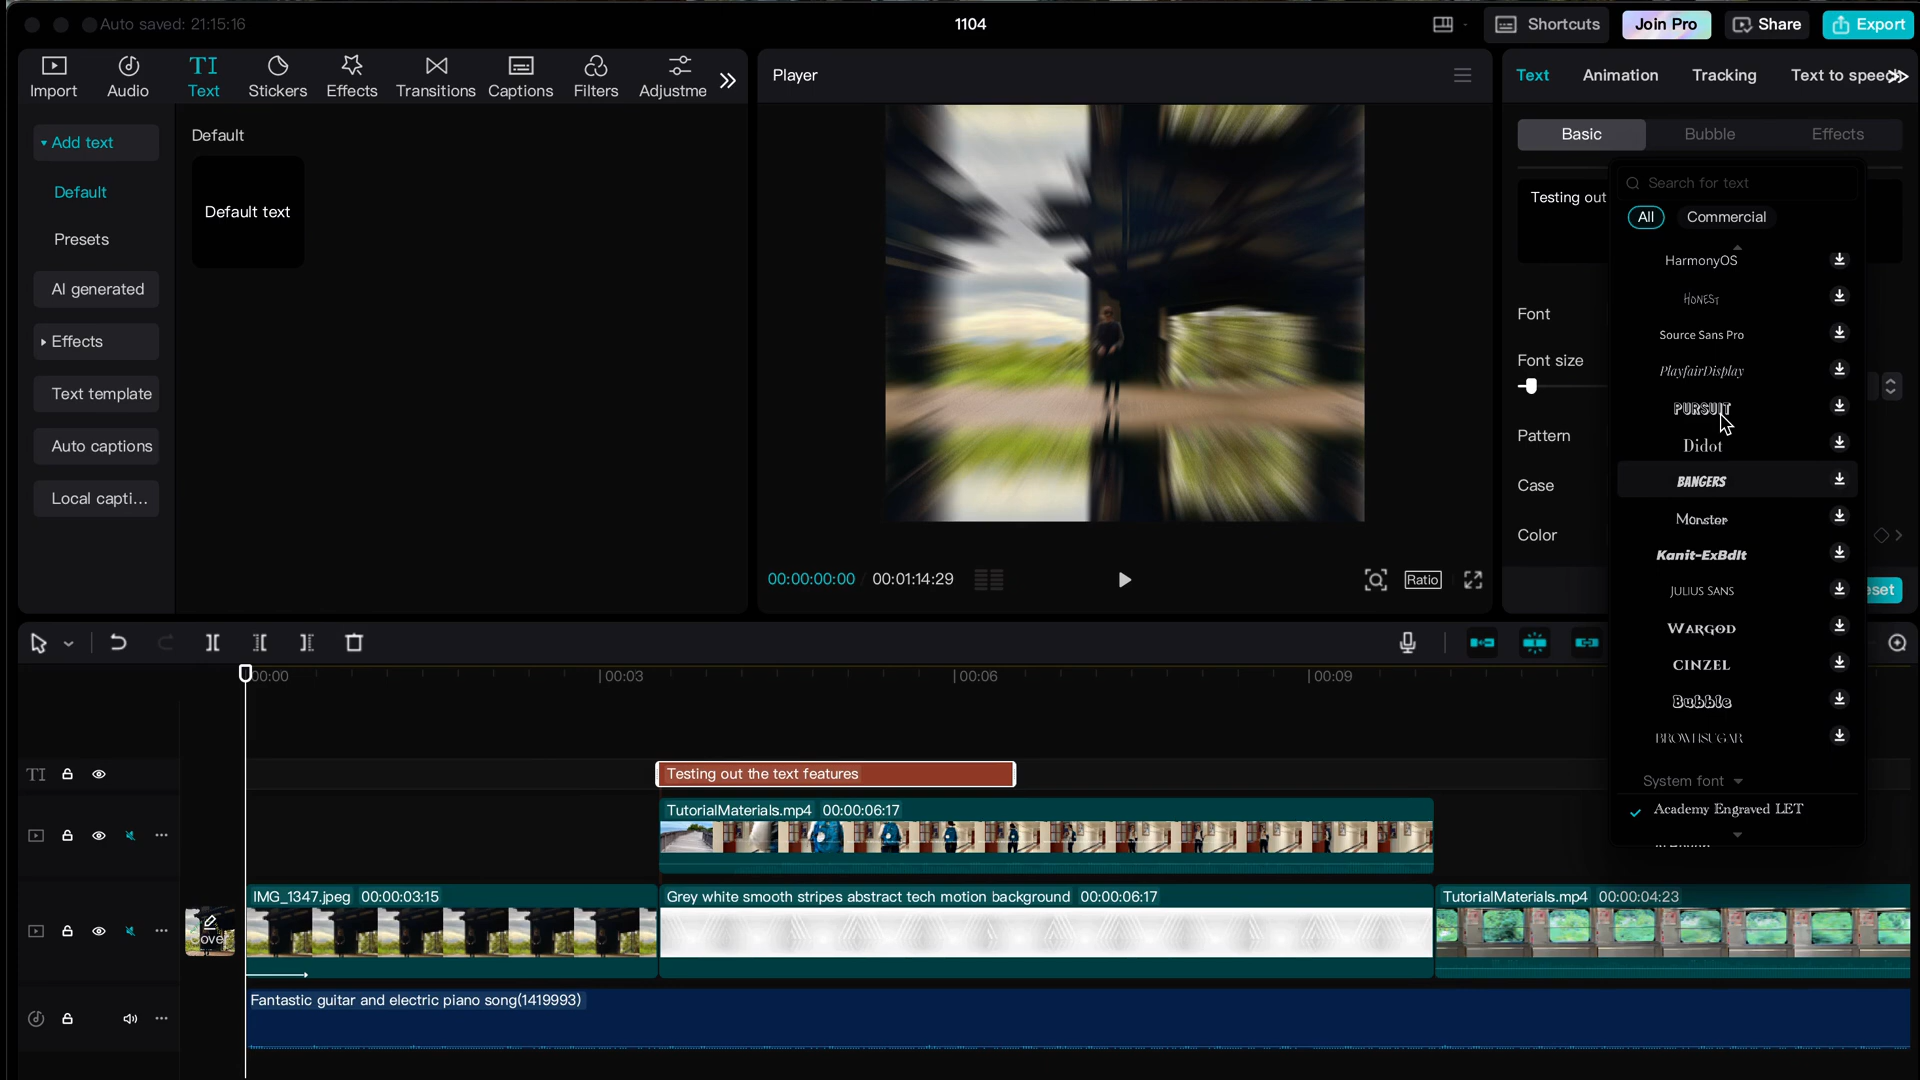 Auto saved: 21:15:16
1104
Shortcuts
Join Pro
Share
Export
Import
Audio
TI
Text
Stickers
Effects
Transitions
Captions
Filters
Adjustme
Add text
Default
Presets
AI generated
Effects
Text template
Auto captions
Local capti...
Default
Default text
Player
00:00:00:00
00:01:14:29
Ratio
Text
Animation
Tracking
Text to speech
Basic
Bubble
Effects
Testing out
Font
Font size
Pattern
Case
Color
eset
Search for text
All
Commercial
HarmonyOS
HONEST
Source Sans Pro
PlayfairDisplay
PURSUIT
Didot
BANGERS
Monster
Kanit-ExBdIt
JULIUS SANS
WARGOD
CINZEL
Bubble
BROWNSUGAR
System font
Academy Engraved LET
00:00
00:03
00:06
00:09
TI
Testing out the text features
TutorialMaterials.mp4 00:00:06:17
Cover
IMG_1347.jpeg 00:00:03:15
Grey white smooth stripes abstract tech motion background 00:00:06:17
TutorialMaterials.mp4 00:00:04:23
Fantastic guitar and electric piano song(1419993)